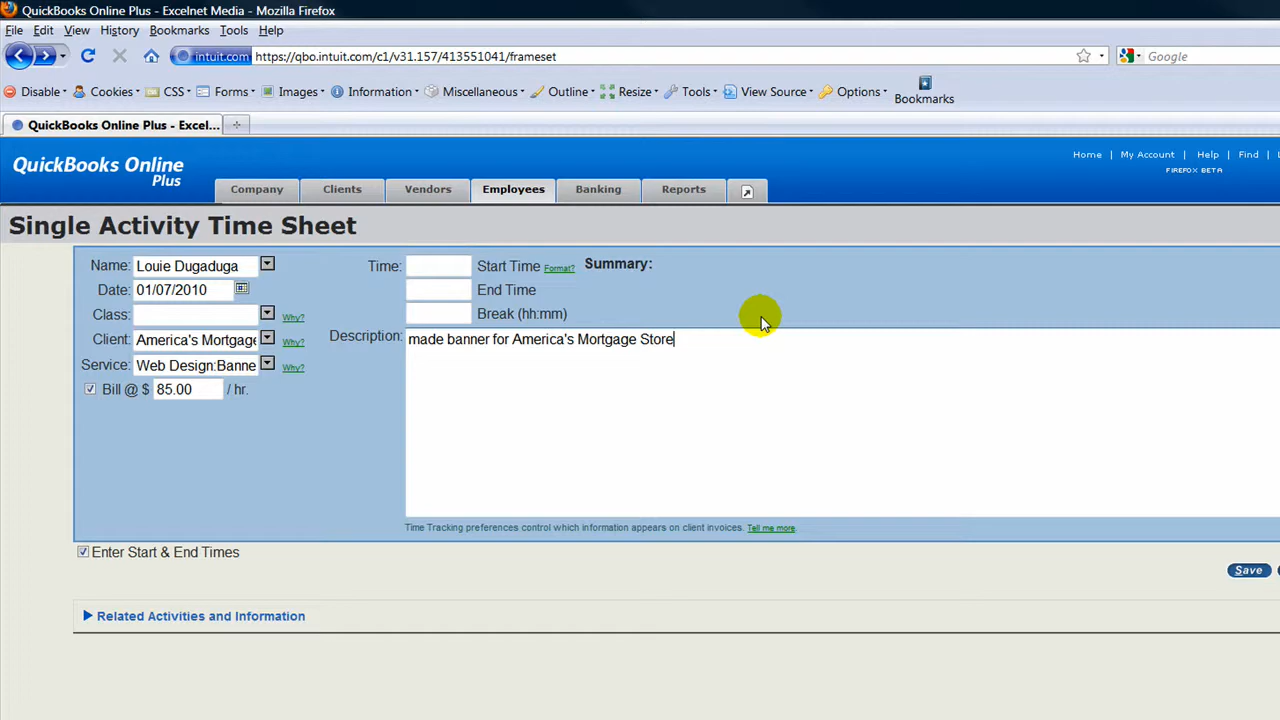 QuickBooks Online Plus - Excelnet Media - Mozilla Firefox
File Edit View History Bookmarks Tools Help
intuit.com https://qbo.intuit.com/c1/v31.157/413551041/frameset Google
Disable Cookies CSS Forms Images Information Miscellaneous Outline Resize Tools View Source Options Bookmarks
QuickBooks Online Plus - Excel...
QuickBooks Online
Plus
Home | My Account | Help | Find |
FIREFOX BETA
Company Clients Vendors Employees Banking Reports
Single Activity Time Sheet
Name: Louie Dugaduga Time: Start Time Format? Summary:
Date: 01/07/2010 End Time
Class: Why? Break (hh:mm)
Client: America's Mortgage Why? Description: made banner for America's Mortgage Store
Service: Web Design:Banne Why?
Bill @ $ 85.00 / hr.
Time Tracking preferences control which information appears on client invoices. Tell me more.
Enter Start & End Times
Save
Related Activities and Information